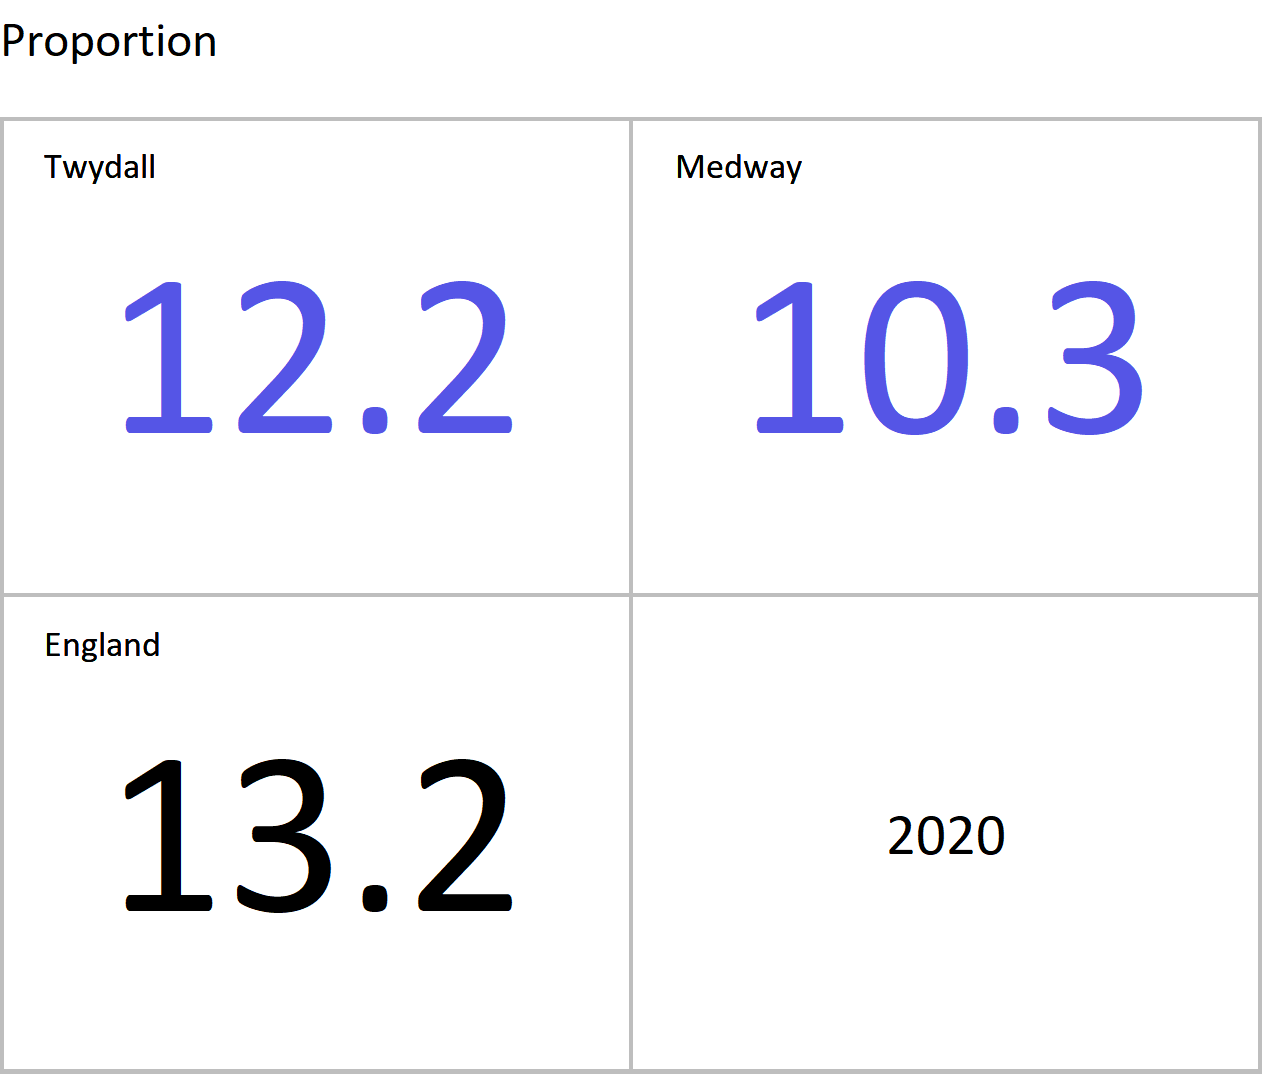 Proportion
Twydall
12.2
Medway
10.3
England
13.2
2020